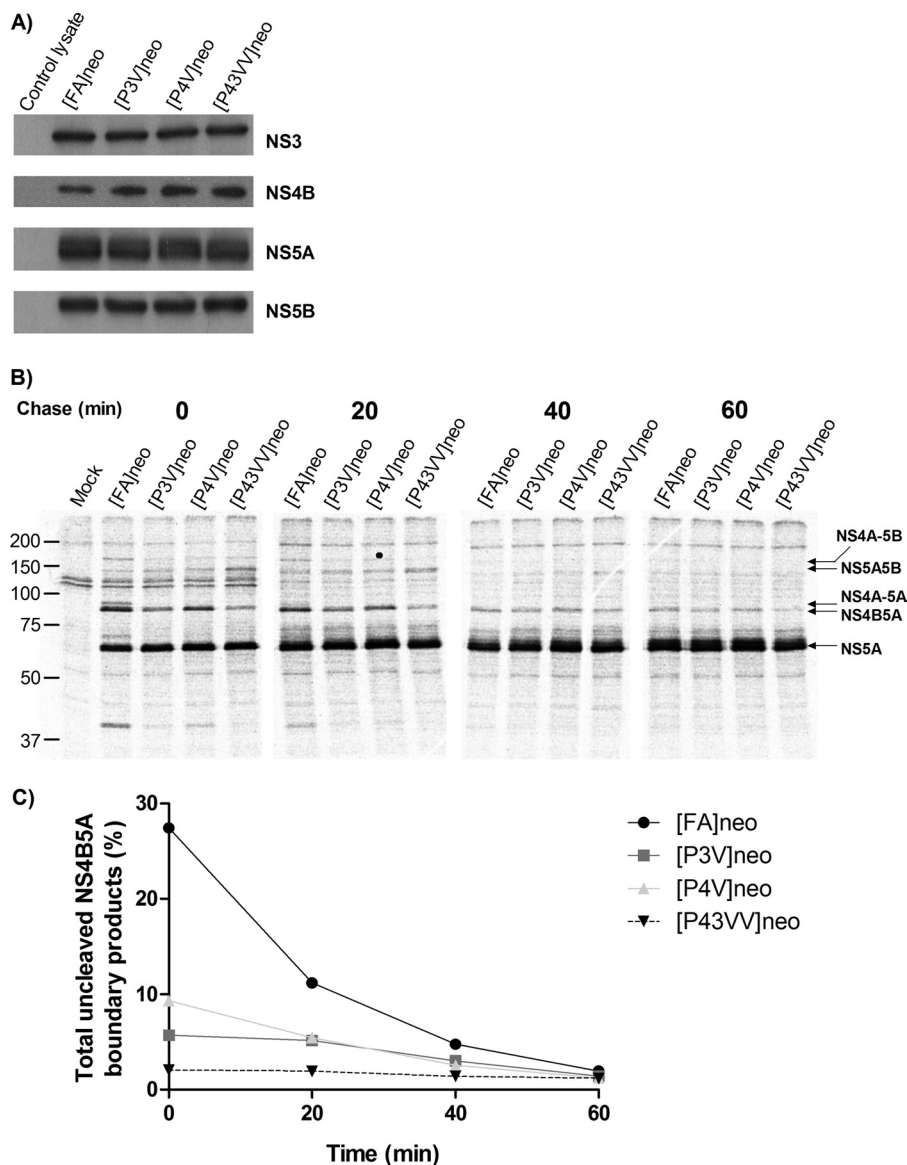 A)
Control lysate [FA]neo [P3V]neo [P4V]neo [P43VV]neo
NS3
NS4B
NS5A
NS5B
B)
Chase (min) 0 20 40 60
Mock [FA]neo [P3V]neo [P4V]neo [P43VV]neo [FA]neo [P3V]neo [P4V]neo [P43VV]neo [FA]neo [P3V]neo [P4V]neo [P43VV]neo [FA]neo [P3V]neo [P4V]neo [P43VV]neo
200
150
100
75
50
37
NS4A-5B
NS5A5B
NS4A-5A
NS4B5A
NS5A
C)
Total uncleaved NS4B5A
boundary products (%)
30
20
10
0
0 20 40 60
Time (min)
[FA]neo
[P3V]neo
[P4V]neo
[P43VV]neo